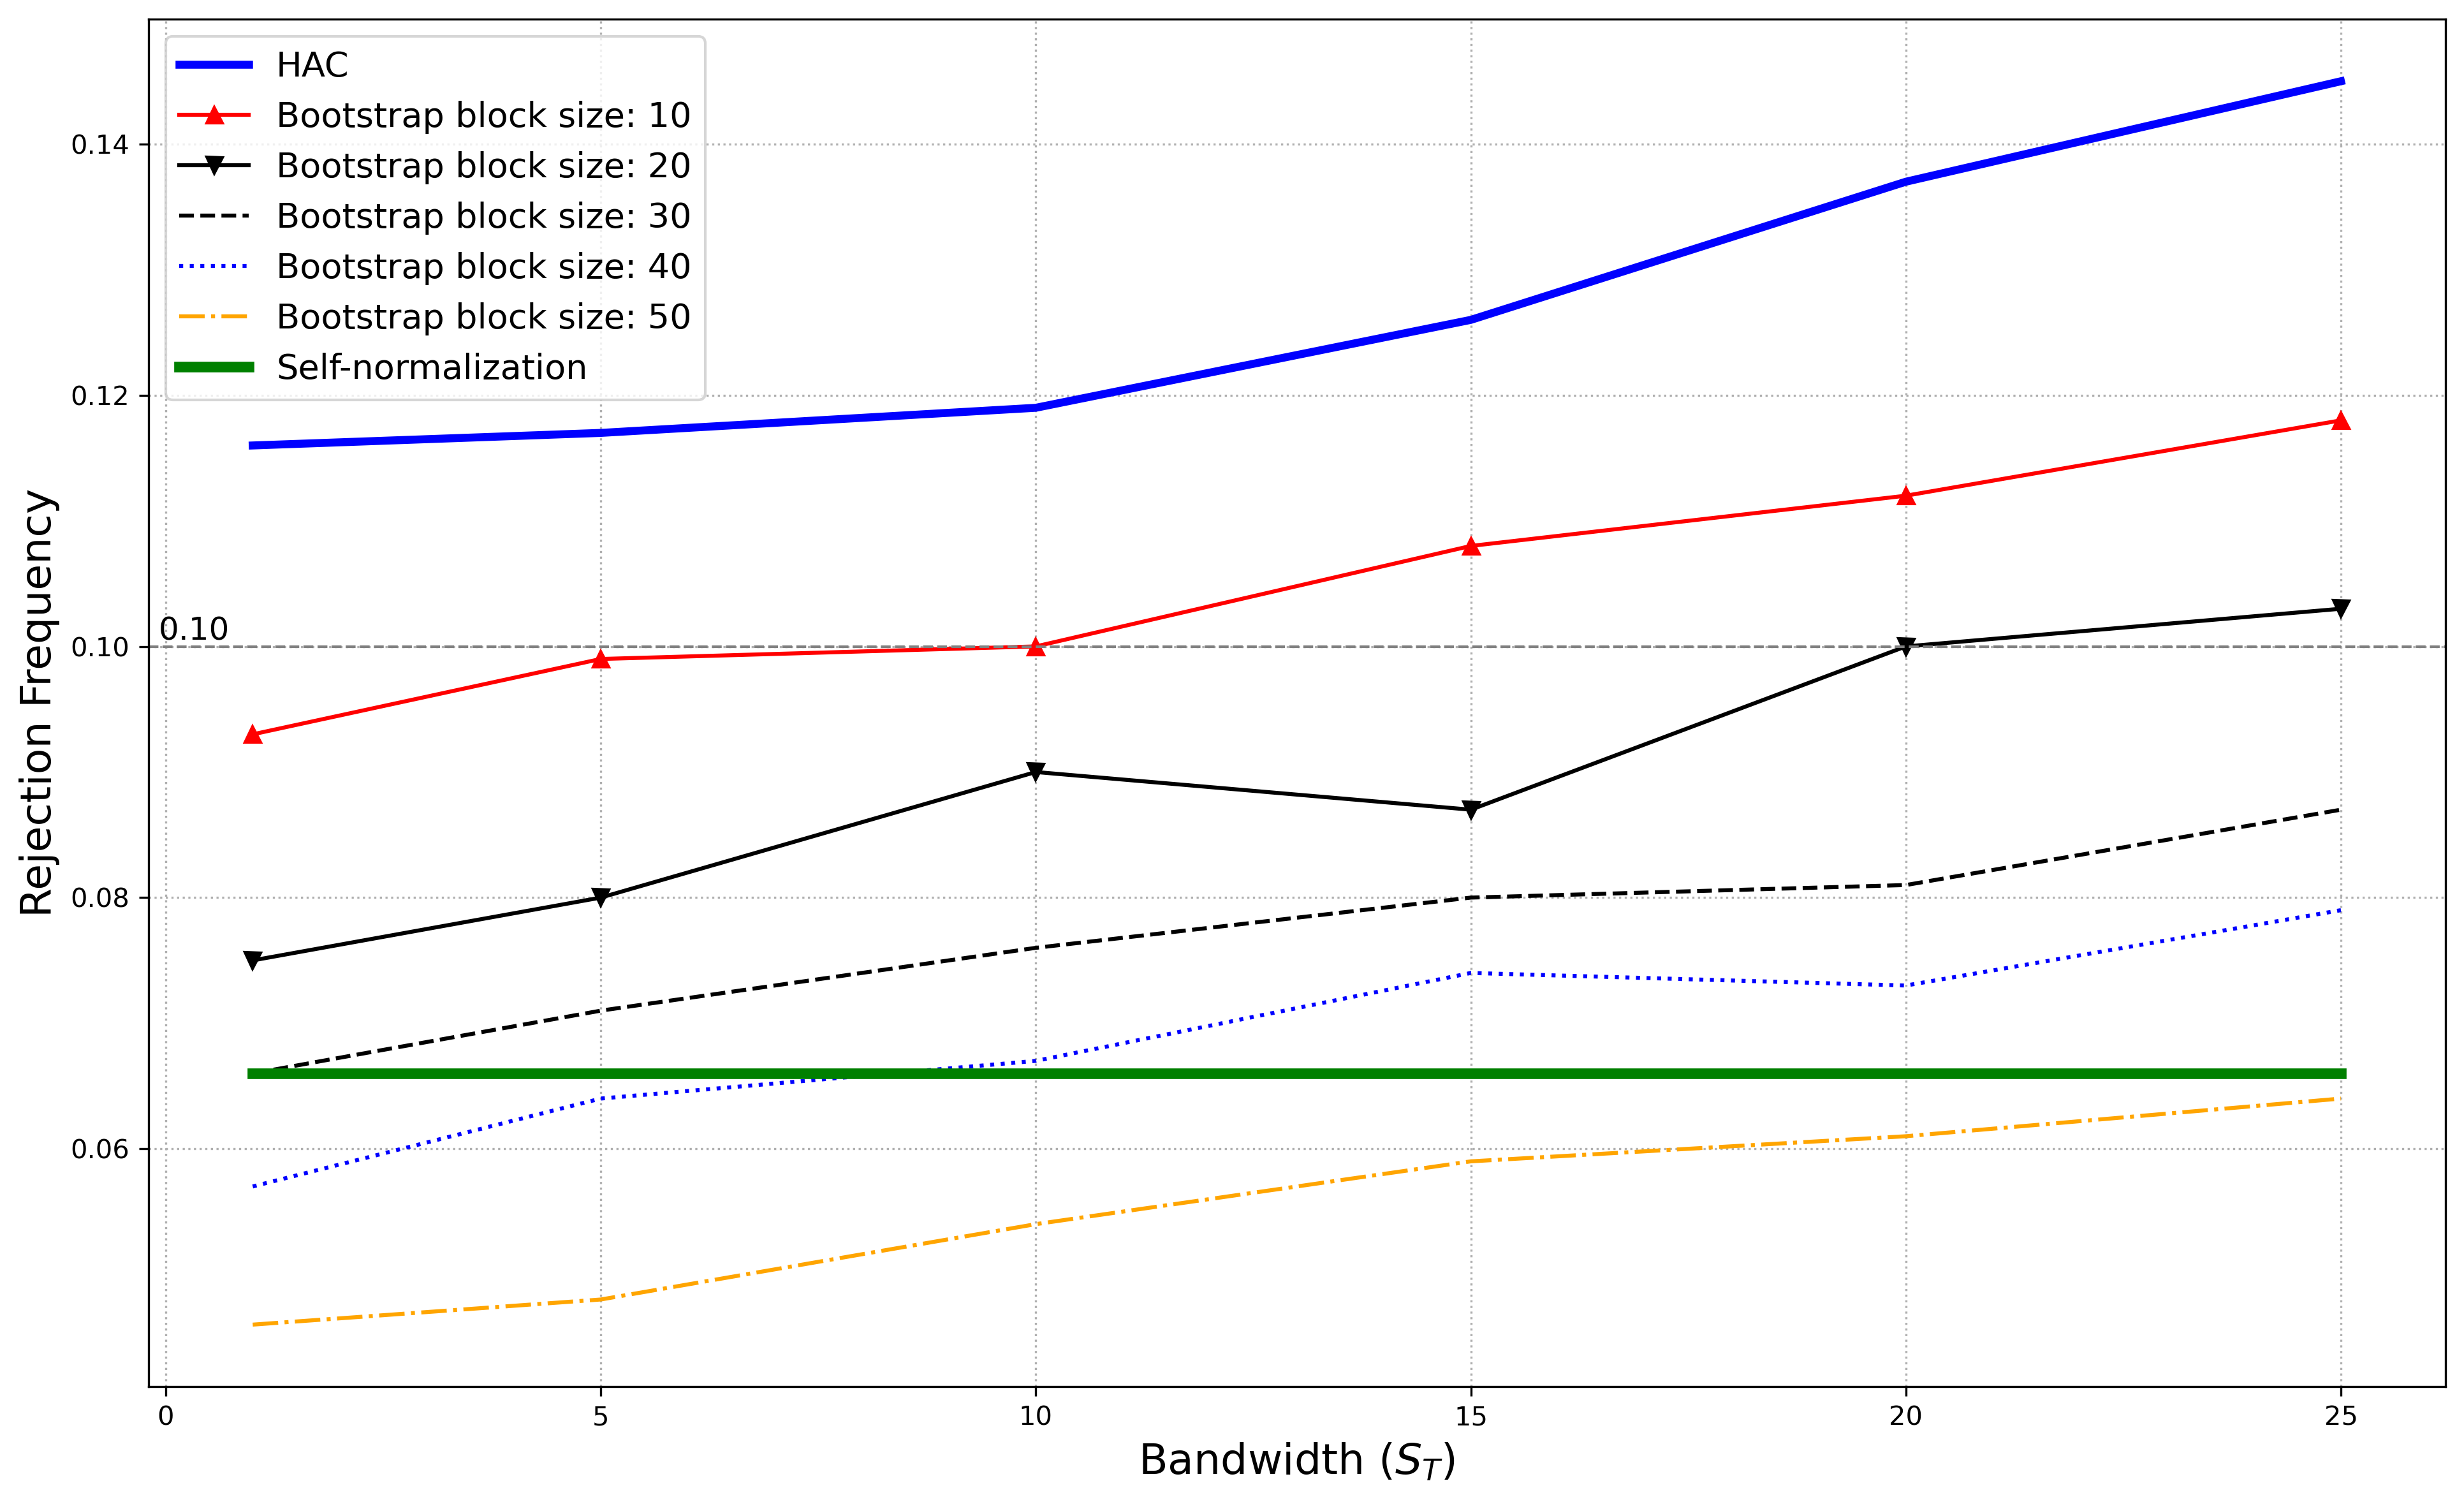 HAC
Bootstrap block size: 10
Bootstrap block size: 20
Bootstrap block size: 30
Bootstrap block size: 40
Bootstrap block size: 50
Self-normalization
Rejection Frequency
0.14
0.12
0.10
0.10
0.08
0.06
0 5 10 15 20 25
Bandwidth (S_T)